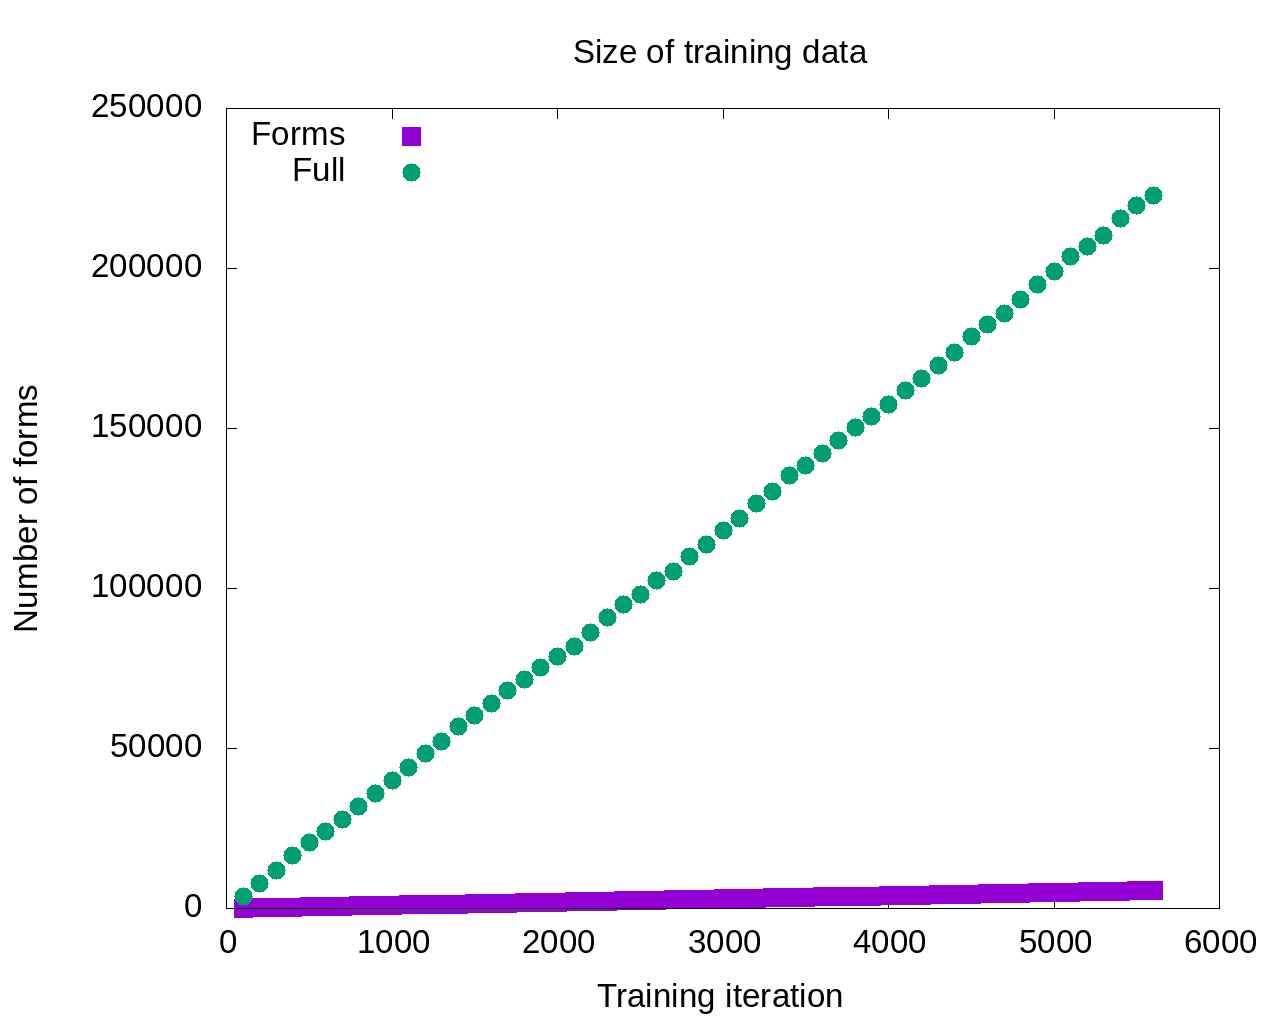 Size of training data
250000
200000
150000
100000
50000
0
Forms
Full
Number of forms
0 1000 2000 3000 4000 5000 6000
Training iteration